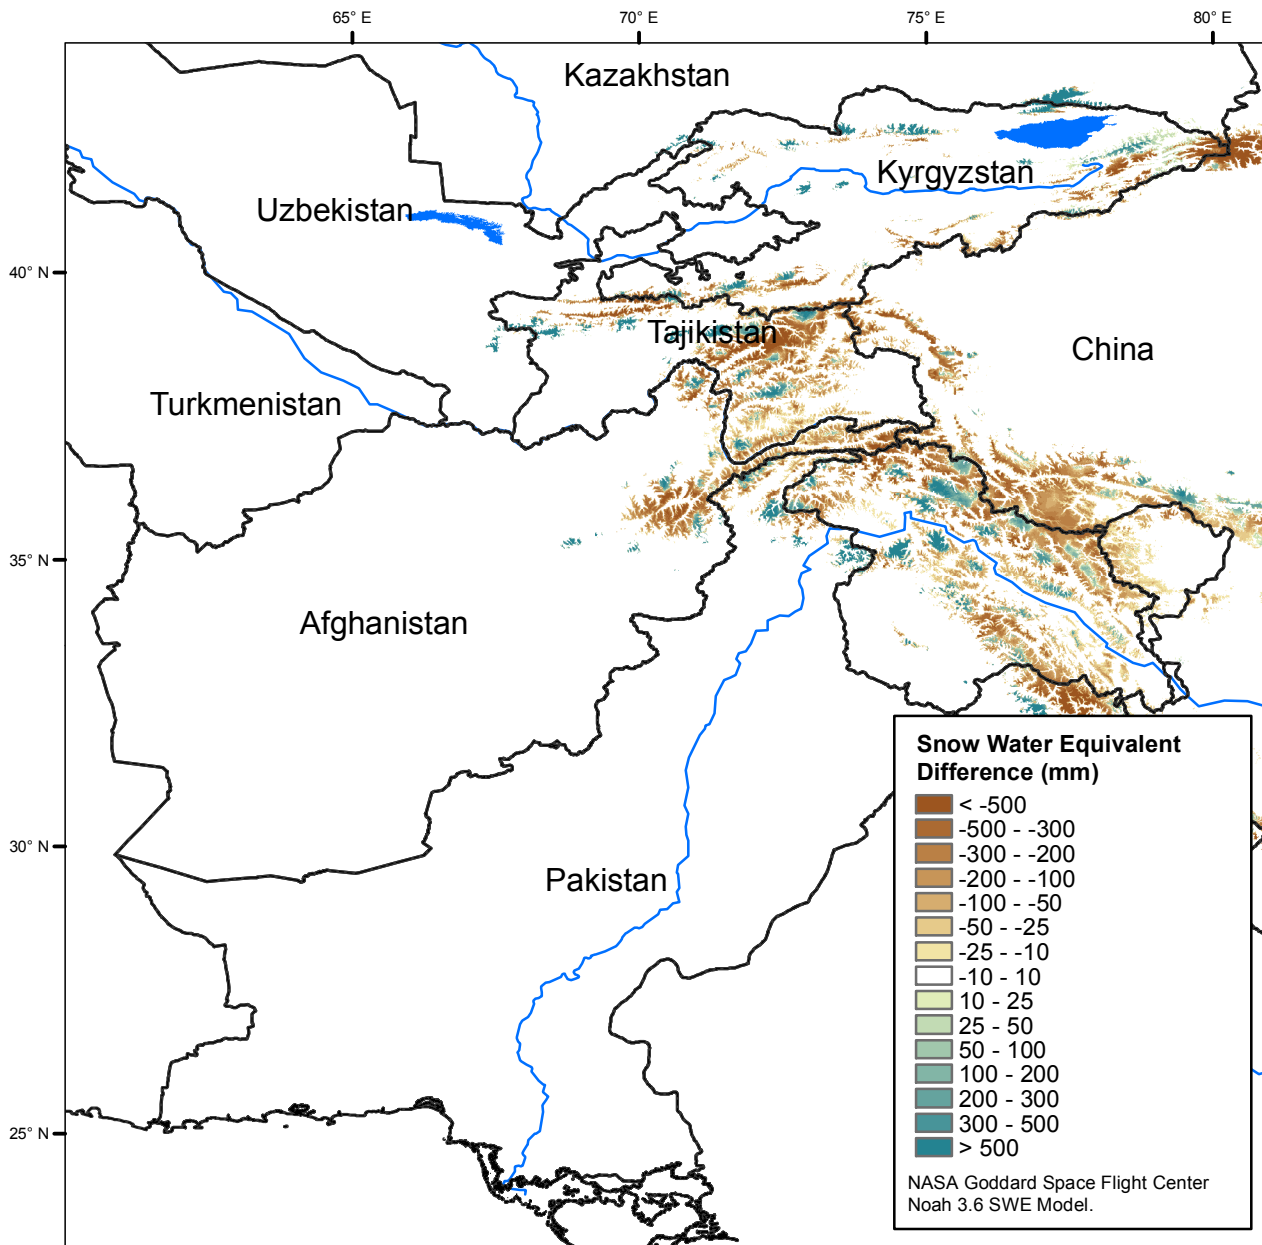 65° E
70° E
75° E
80° E
Kazakhstan
Kyrgyzstan
Uzbekistan
40° N
Tajikistan
China
Turkmenistan
35° N
Afghanistan
30° N
Pakistan
25° N
Snow Water Equivalent
Difference (mm)
< -500
-500 - -300
-300 - -200
-200 - -100
-100 - -50
-50 - -25
-25 - -10
-10 - 10
10 - 25
25 - 50
50 - 100
100 - 200
200 - 300
300 - 500
> 500
NASA Goddard Space Flight Center
Noah 3.6 SWE Model.